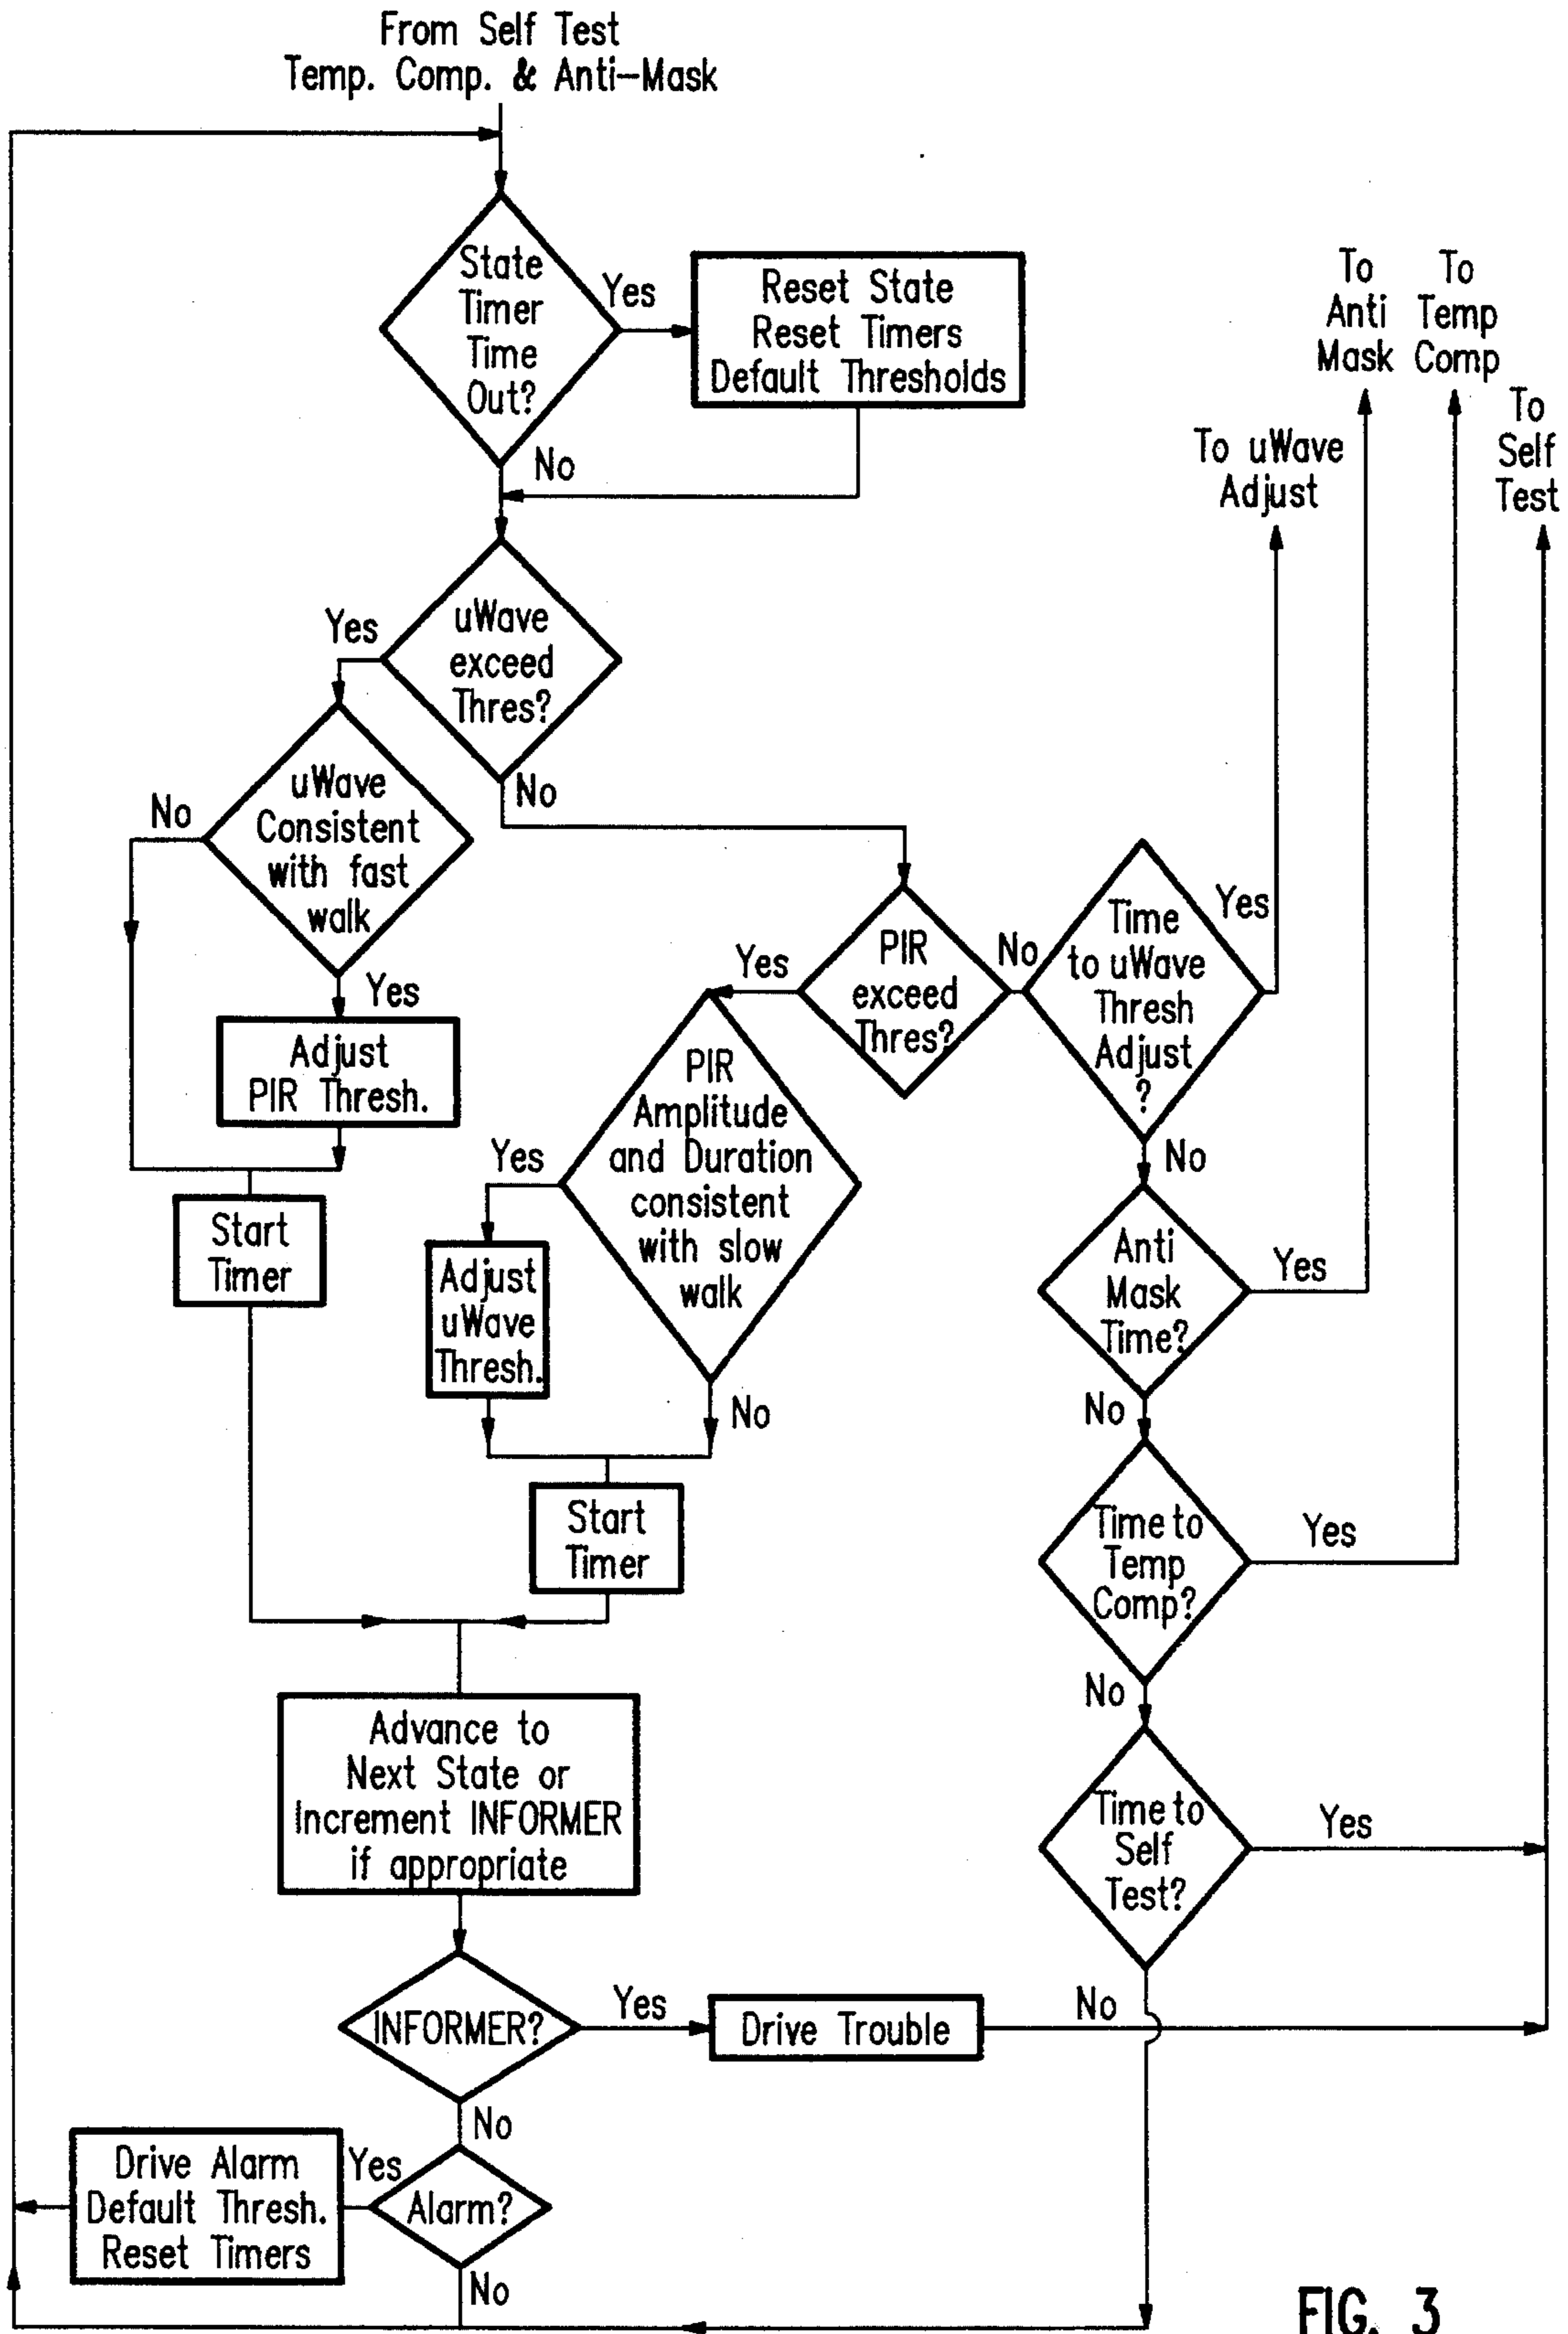 From Self Test
Temp. Comp. & Anti-Mask
State
Timer
Time
Out?
Yes
Reset State
Reset Timers
Default Thresholds
No
To
Anti
Mask
To
Temp
Comp
To
Self
Test
To uWave
Adjust
uWave
exceed
Thres?
Yes
No
uWave
Consistent
with fast
walk
No
Yes
Adjust
PIR Thresh.
Start
Timer
PIR
exceed
Thres?
Yes
No
Time
to uWave
Thresh
Adjust
?
Yes
No
PIR
Amplitude
and Duration
consistent
with slow
walk
Yes
No
Adjust
uWave
Thresh.
Start
Timer
Anti
Mask
Time?
Yes
No
Time to
Temp
Comp?
Yes
No
Time to
Self
Test?
Yes
No
Advance to
Next State or
Increment INFORMER
if appropriate
INFORMER?
Yes
Drive Trouble
No
Alarm?
Yes
Drive Alarm
Default Thresh.
Reset Timers
No
FIG. 3